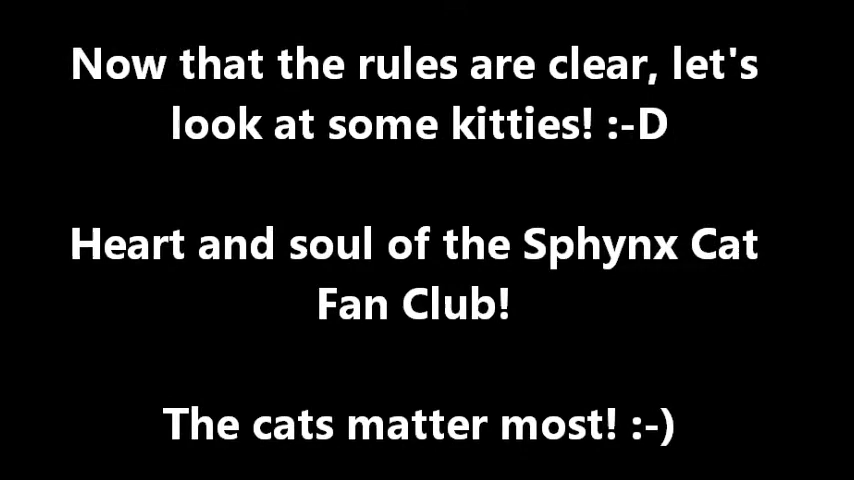 Now that the rules are clear, let's
look at some kitties! :-D
Heart and soul of the Sphynx Cat
Fan Club!
The cats matter most! :-)